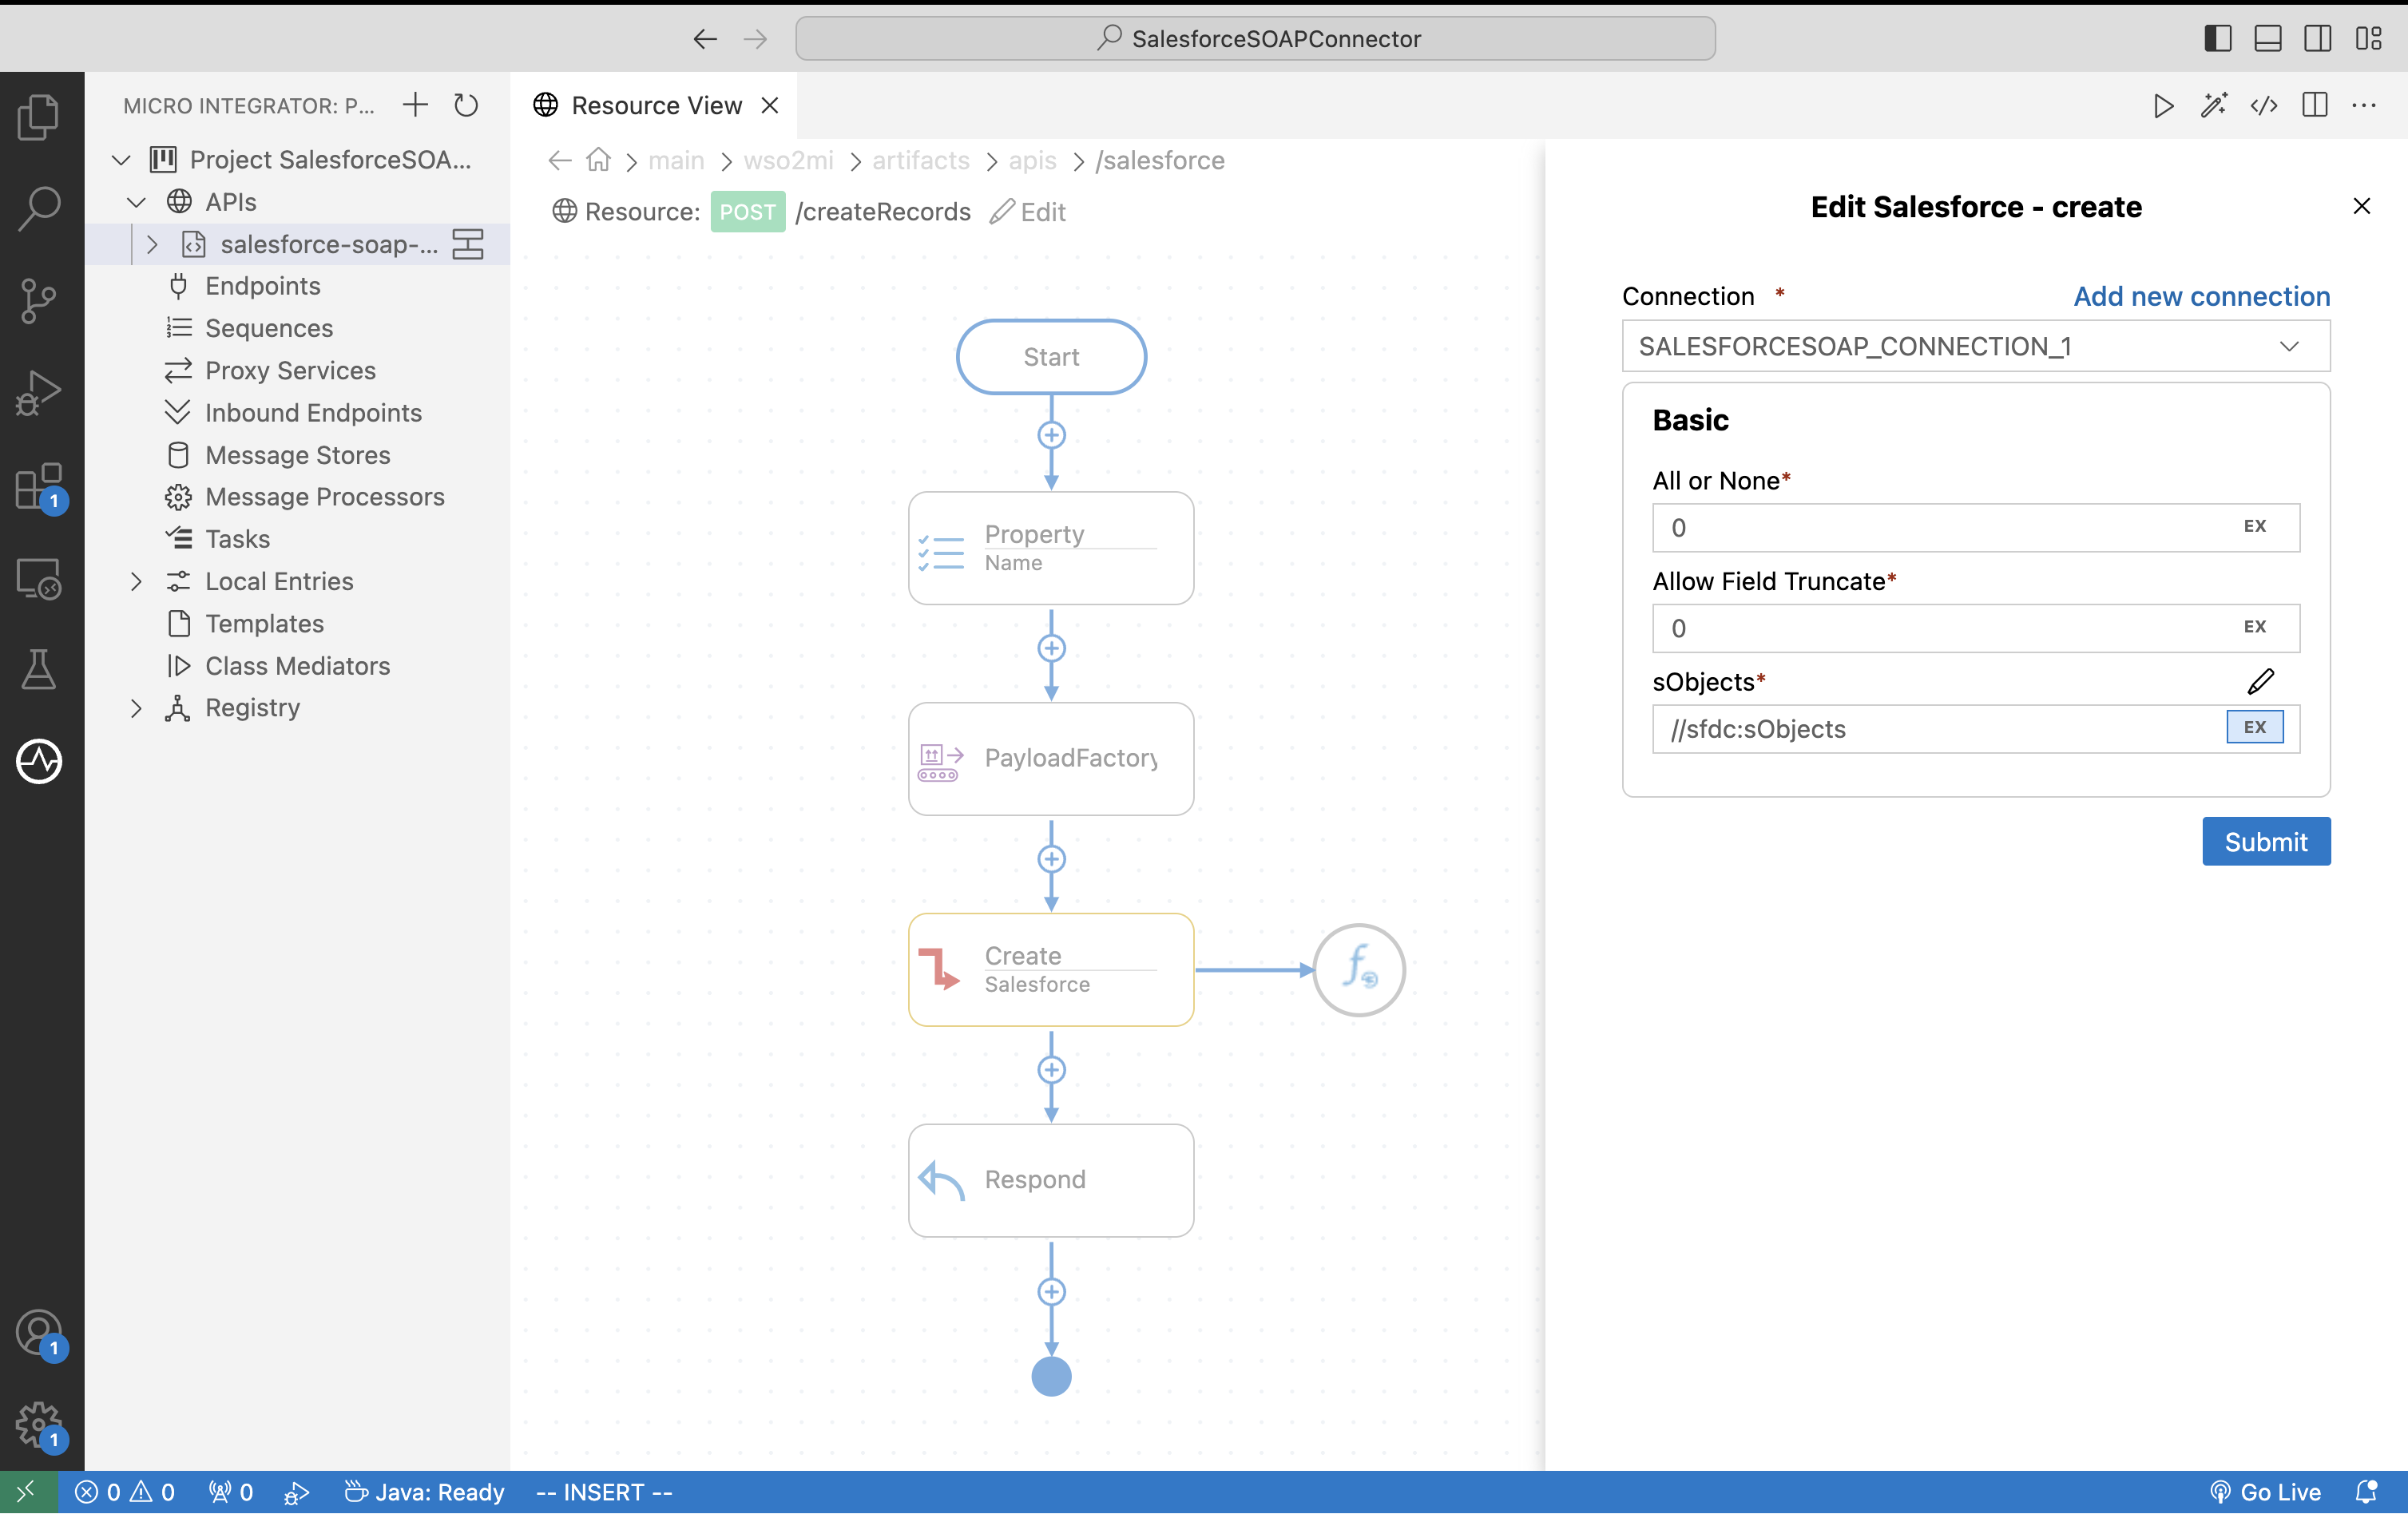 SalesforceSOAPConnector
MICRO INTEGRATOR: P...
Project SalesforceSOA...
APIs
salesforce-soap-...
Endpoints
Sequences
Proxy Services
Inbound Endpoints
Message Stores
Message Processors
Tasks
Local Entries
Templates
Class Mediators
Registry
1
1
1
Resource View
main > wso2mi > artifacts > apis > /salesforce
Resource: POST /createRecords Edit
Start
Property
Name
PayloadFactory
Create
Salesforce
Respond
Edit Salesforce - create
Connection * Add new connection
SALESFORCESOAP_CONNECTION_1
Basic
All or None*
0 EX
Allow Field Truncate*
0 EX
sObjects*
//sfdc:sObjects EX
Submit
0 0 0 Java: Ready -- INSERT -- Go Live